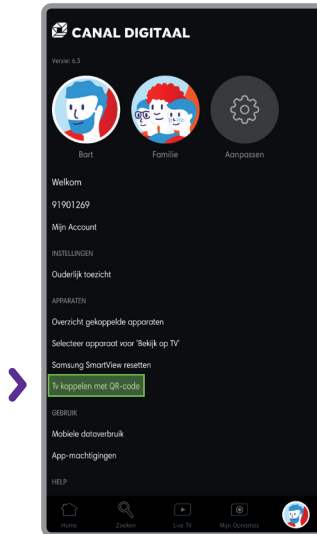 CANAL DIGITAAL
Versie: 6.3
Bart Familie Aanpassen
Welkom
91901269
Mijn Account
INSTELLINGEN
Ouderlijk toezicht
APPARATEN
Overzicht gekoppelde apparaten
Selecteer apparaat voor 'Bekijk op TV'
Samsung SmartView resetten
Tv koppelen met QR-code
GEBRUIK
Mobiele dataverbruik
App-machtigingen
HELP
Home Zoeken Live TV Mijn Opnames